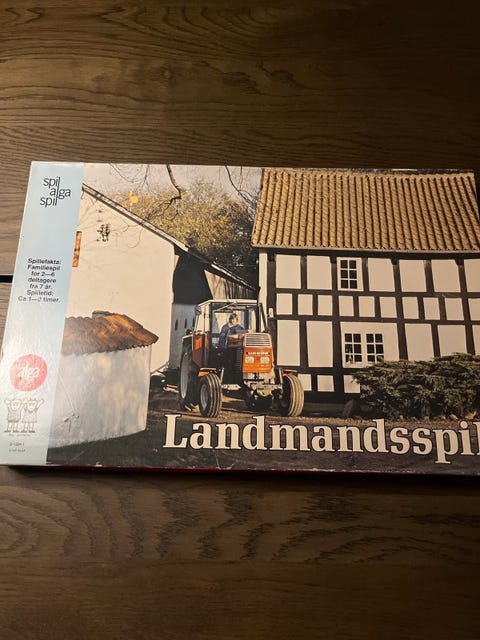 spil
alga
spil
Spillefakta:
Familiespil
for 2—6
deltagere
fra 7 år.
Spilletid:
Ca 1—2 timer.
alga
URSUS
Landmandsspil